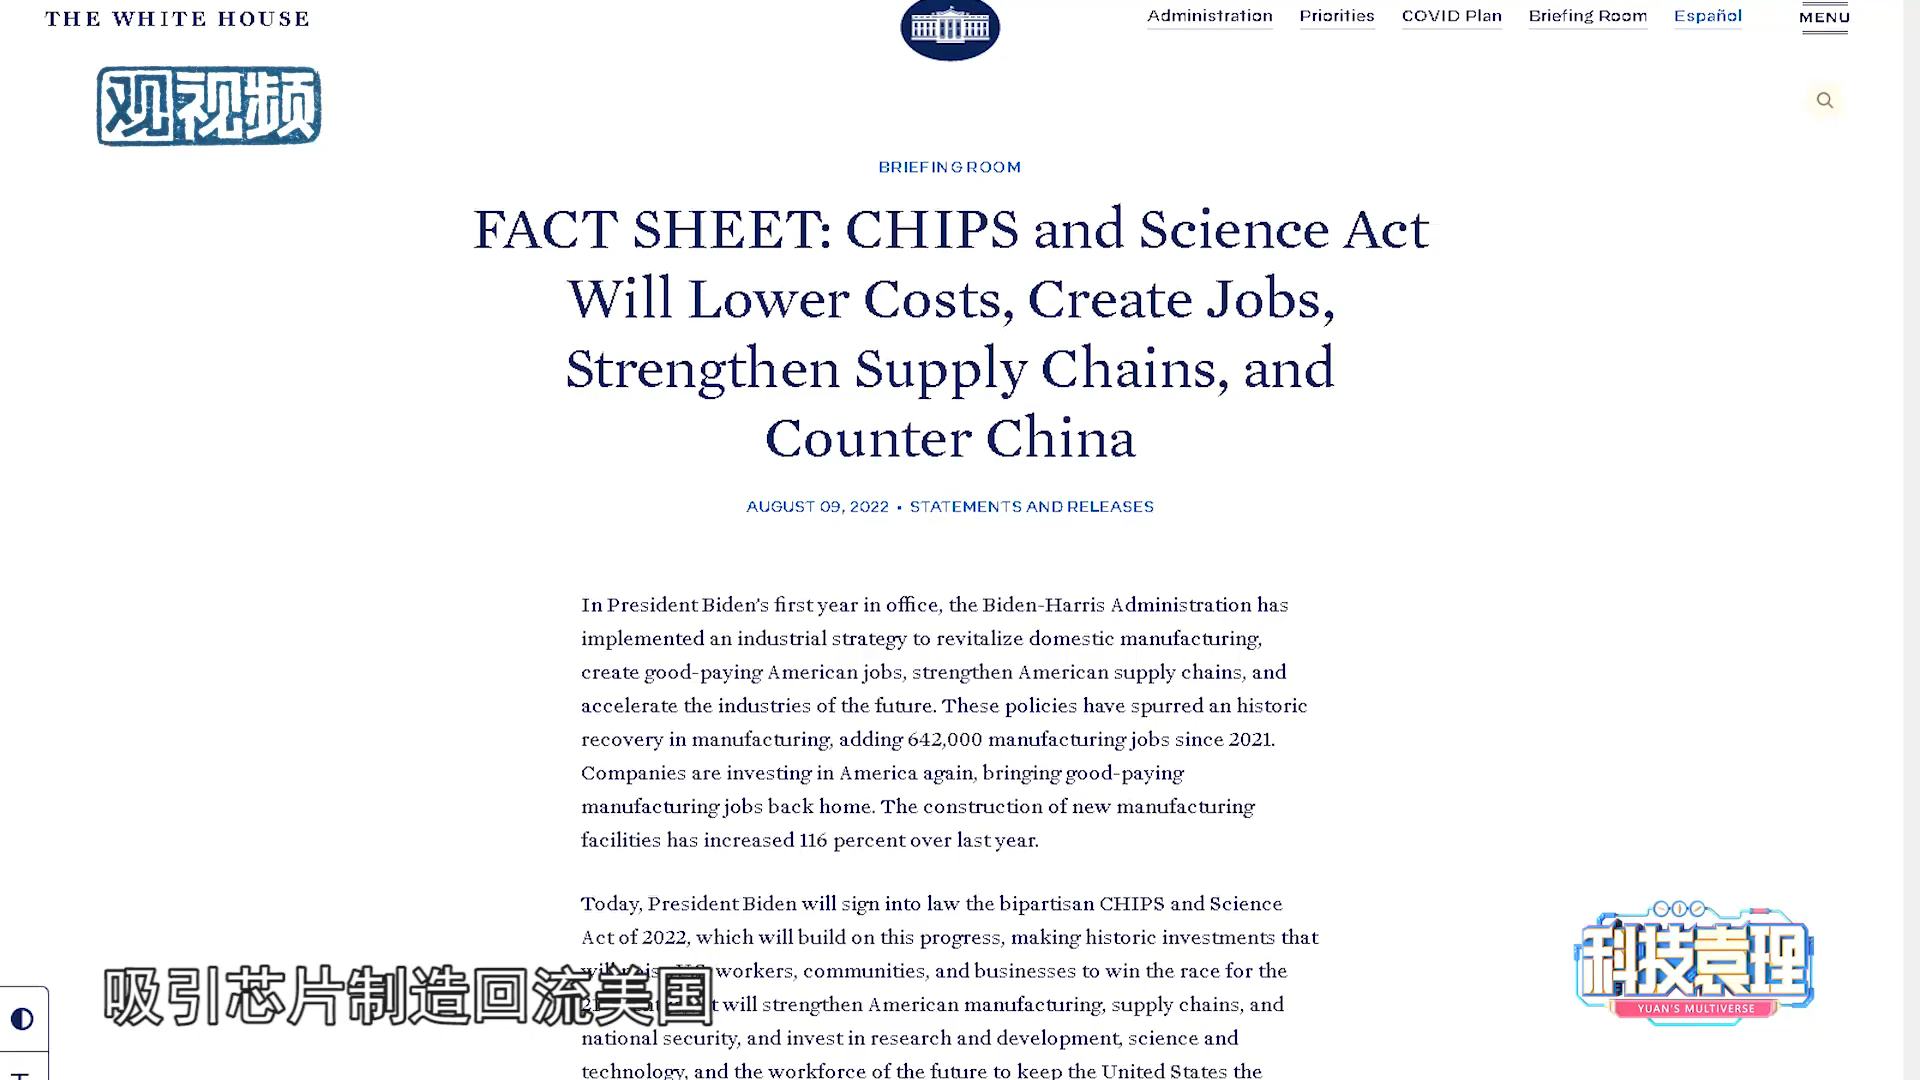 THE WHITE HOUSE
Administration
Priorities
COVID Plan
Briefing Room
Español
MENU
观视频
BRIEFING ROOM
FACT SHEET: CHIPS and Science Act
Will Lower Costs, Create Jobs,
Strengthen Supply Chains, and
Counter China
AUGUST 09, 2022 • STATEMENTS AND RELEASES
In President Biden's first year in office, the Biden-Harris Administration has
implemented an industrial strategy to revitalize domestic manufacturing,
create good-paying American jobs, strengthen American supply chains, and
accelerate the industries of the future. These policies have spurred an historic
recovery in manufacturing, adding 642,000 manufacturing jobs since 2021.
Companies are investing in America again, bringing good-paying
manufacturing jobs back home. The construction of new manufacturing
facilities has increased 116 percent over last year.
Today, President Biden will sign into law the bipartisan CHIPS and Science
Act of 2022, which will build on this progress, making historic investments that
workers, communities, and businesses to win the race for the
will strengthen American manufacturing, supply chains, and
national security, and invest in research and development, science and
technology, and the workforce of the future to keep the United States the
吸引芯片制造回流美国
科技袁理
YUAN'S MULTIVERSE